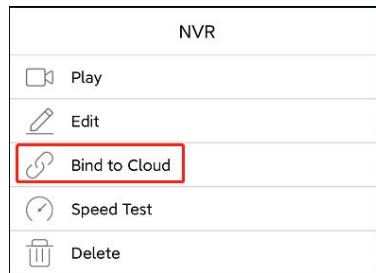 NVR
Play
Edit
Bind to Cloud
Speed Test
Delete